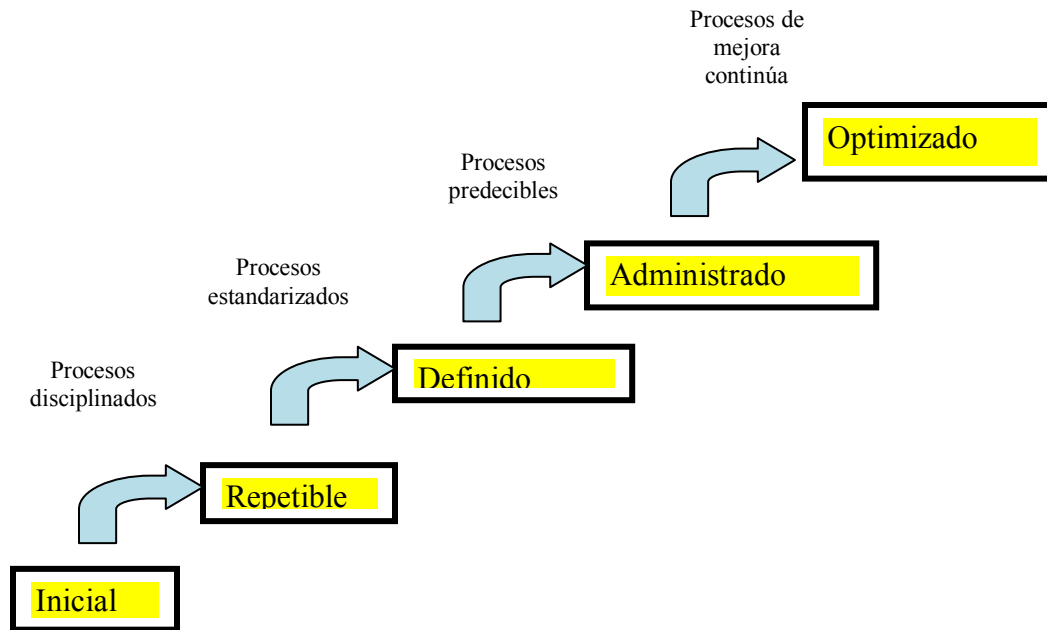 Procesos de
mejora
continúa
Optimizado
Procesos
predecibles
Administrado
Procesos
estandarizados
Definido
Procesos
disciplinados
Repetible
Inicial